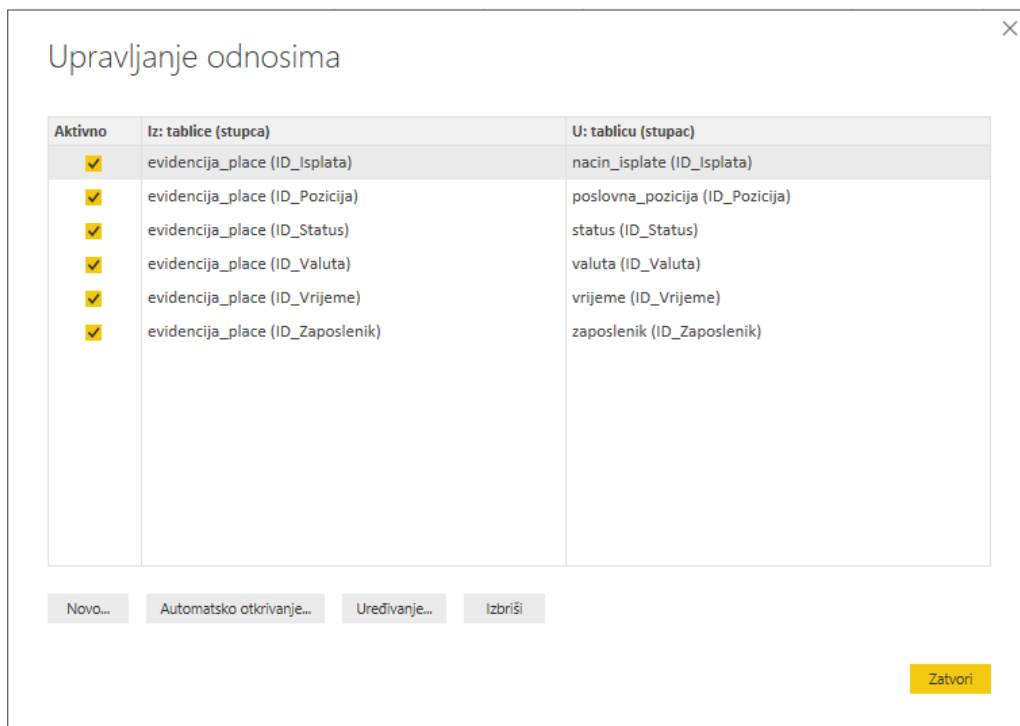 Upravljanje odnosima
Aktivno Iz: tablice (stupca) U: tablicu (stupac)
evidencija_place (ID_Isplata) nacin_isplate (ID_Isplata)
evidencija_place (ID_Pozicija) poslovna_pozicija (ID_Pozicija)
evidencija_place (ID_Status) status (ID_Status)
evidencija_place (ID_Valuta) valuta (ID_Valuta)
evidencija_place (ID_Vrijeme) vrijeme (ID_Vrijeme)
evidencija_place (ID_Zaposlenik) zaposlenik (ID_Zaposlenik)
Novo... Automatsko otkrivanje... Uređivanje... Izbriši
Zatvori